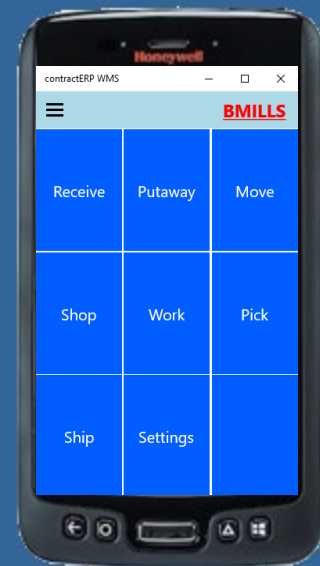 Honeywell
contractERP WMS
BMILLS
Receive Putaway Move
Shop Work Pick
Ship Settings